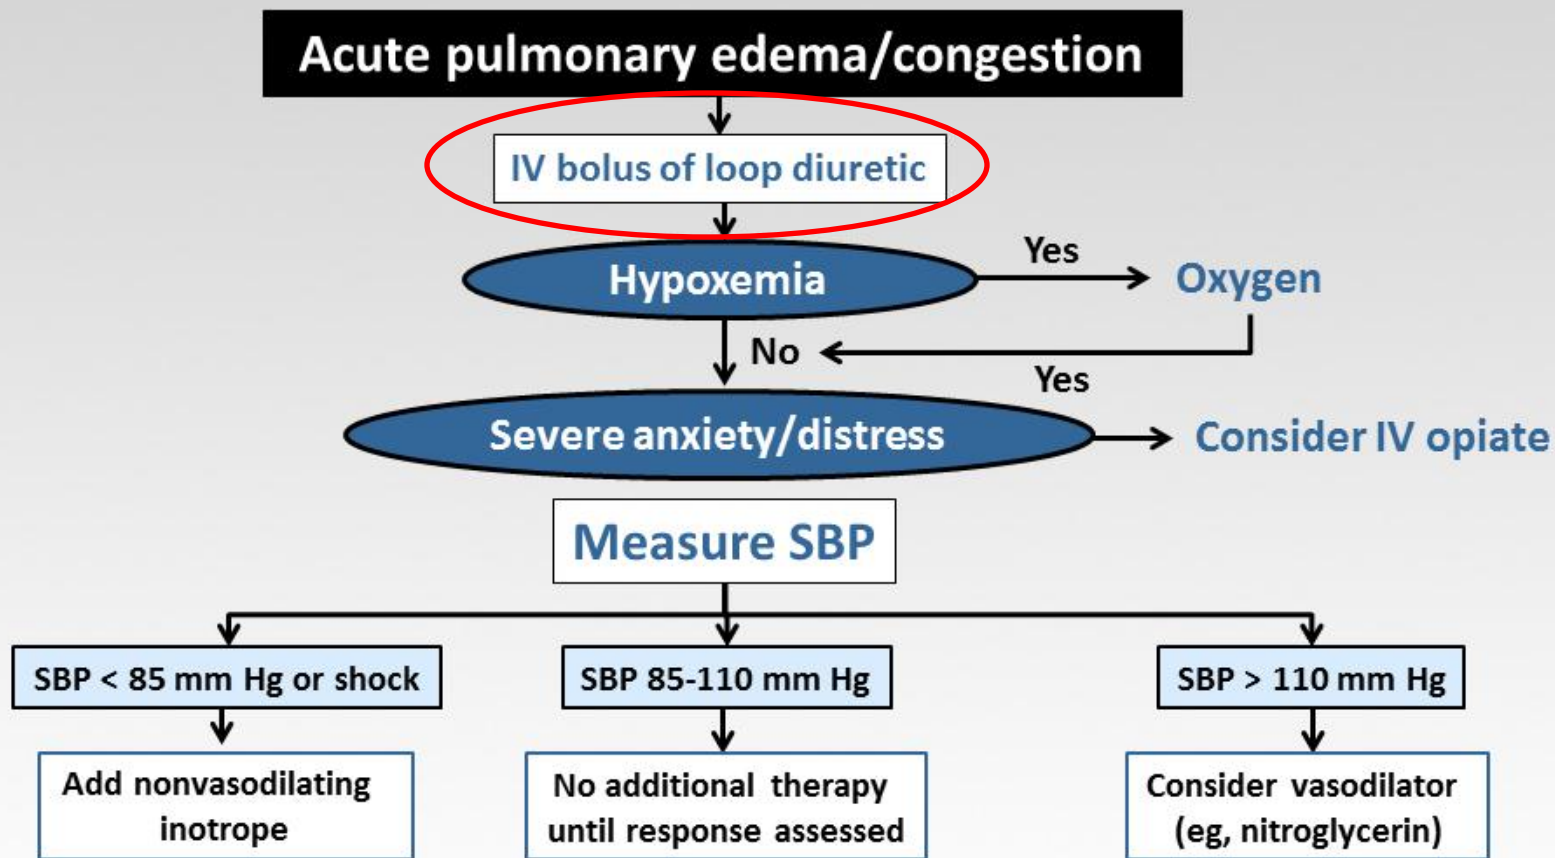 Acute pulmonary edema/congestion
IV bolus of loop diuretic
Hypoxemia
Yes
Oxygen
No
Yes
Severe anxiety/distress
Consider IV opiate
Measure SBP
SBP < 85 mm Hg or shock
SBP 85-110 mm Hg
SBP > 110 mm Hg
Add nonvasodilating
inotrope
No additional therapy
until response assessed
Consider vasodilator
(eg, nitroglycerin)